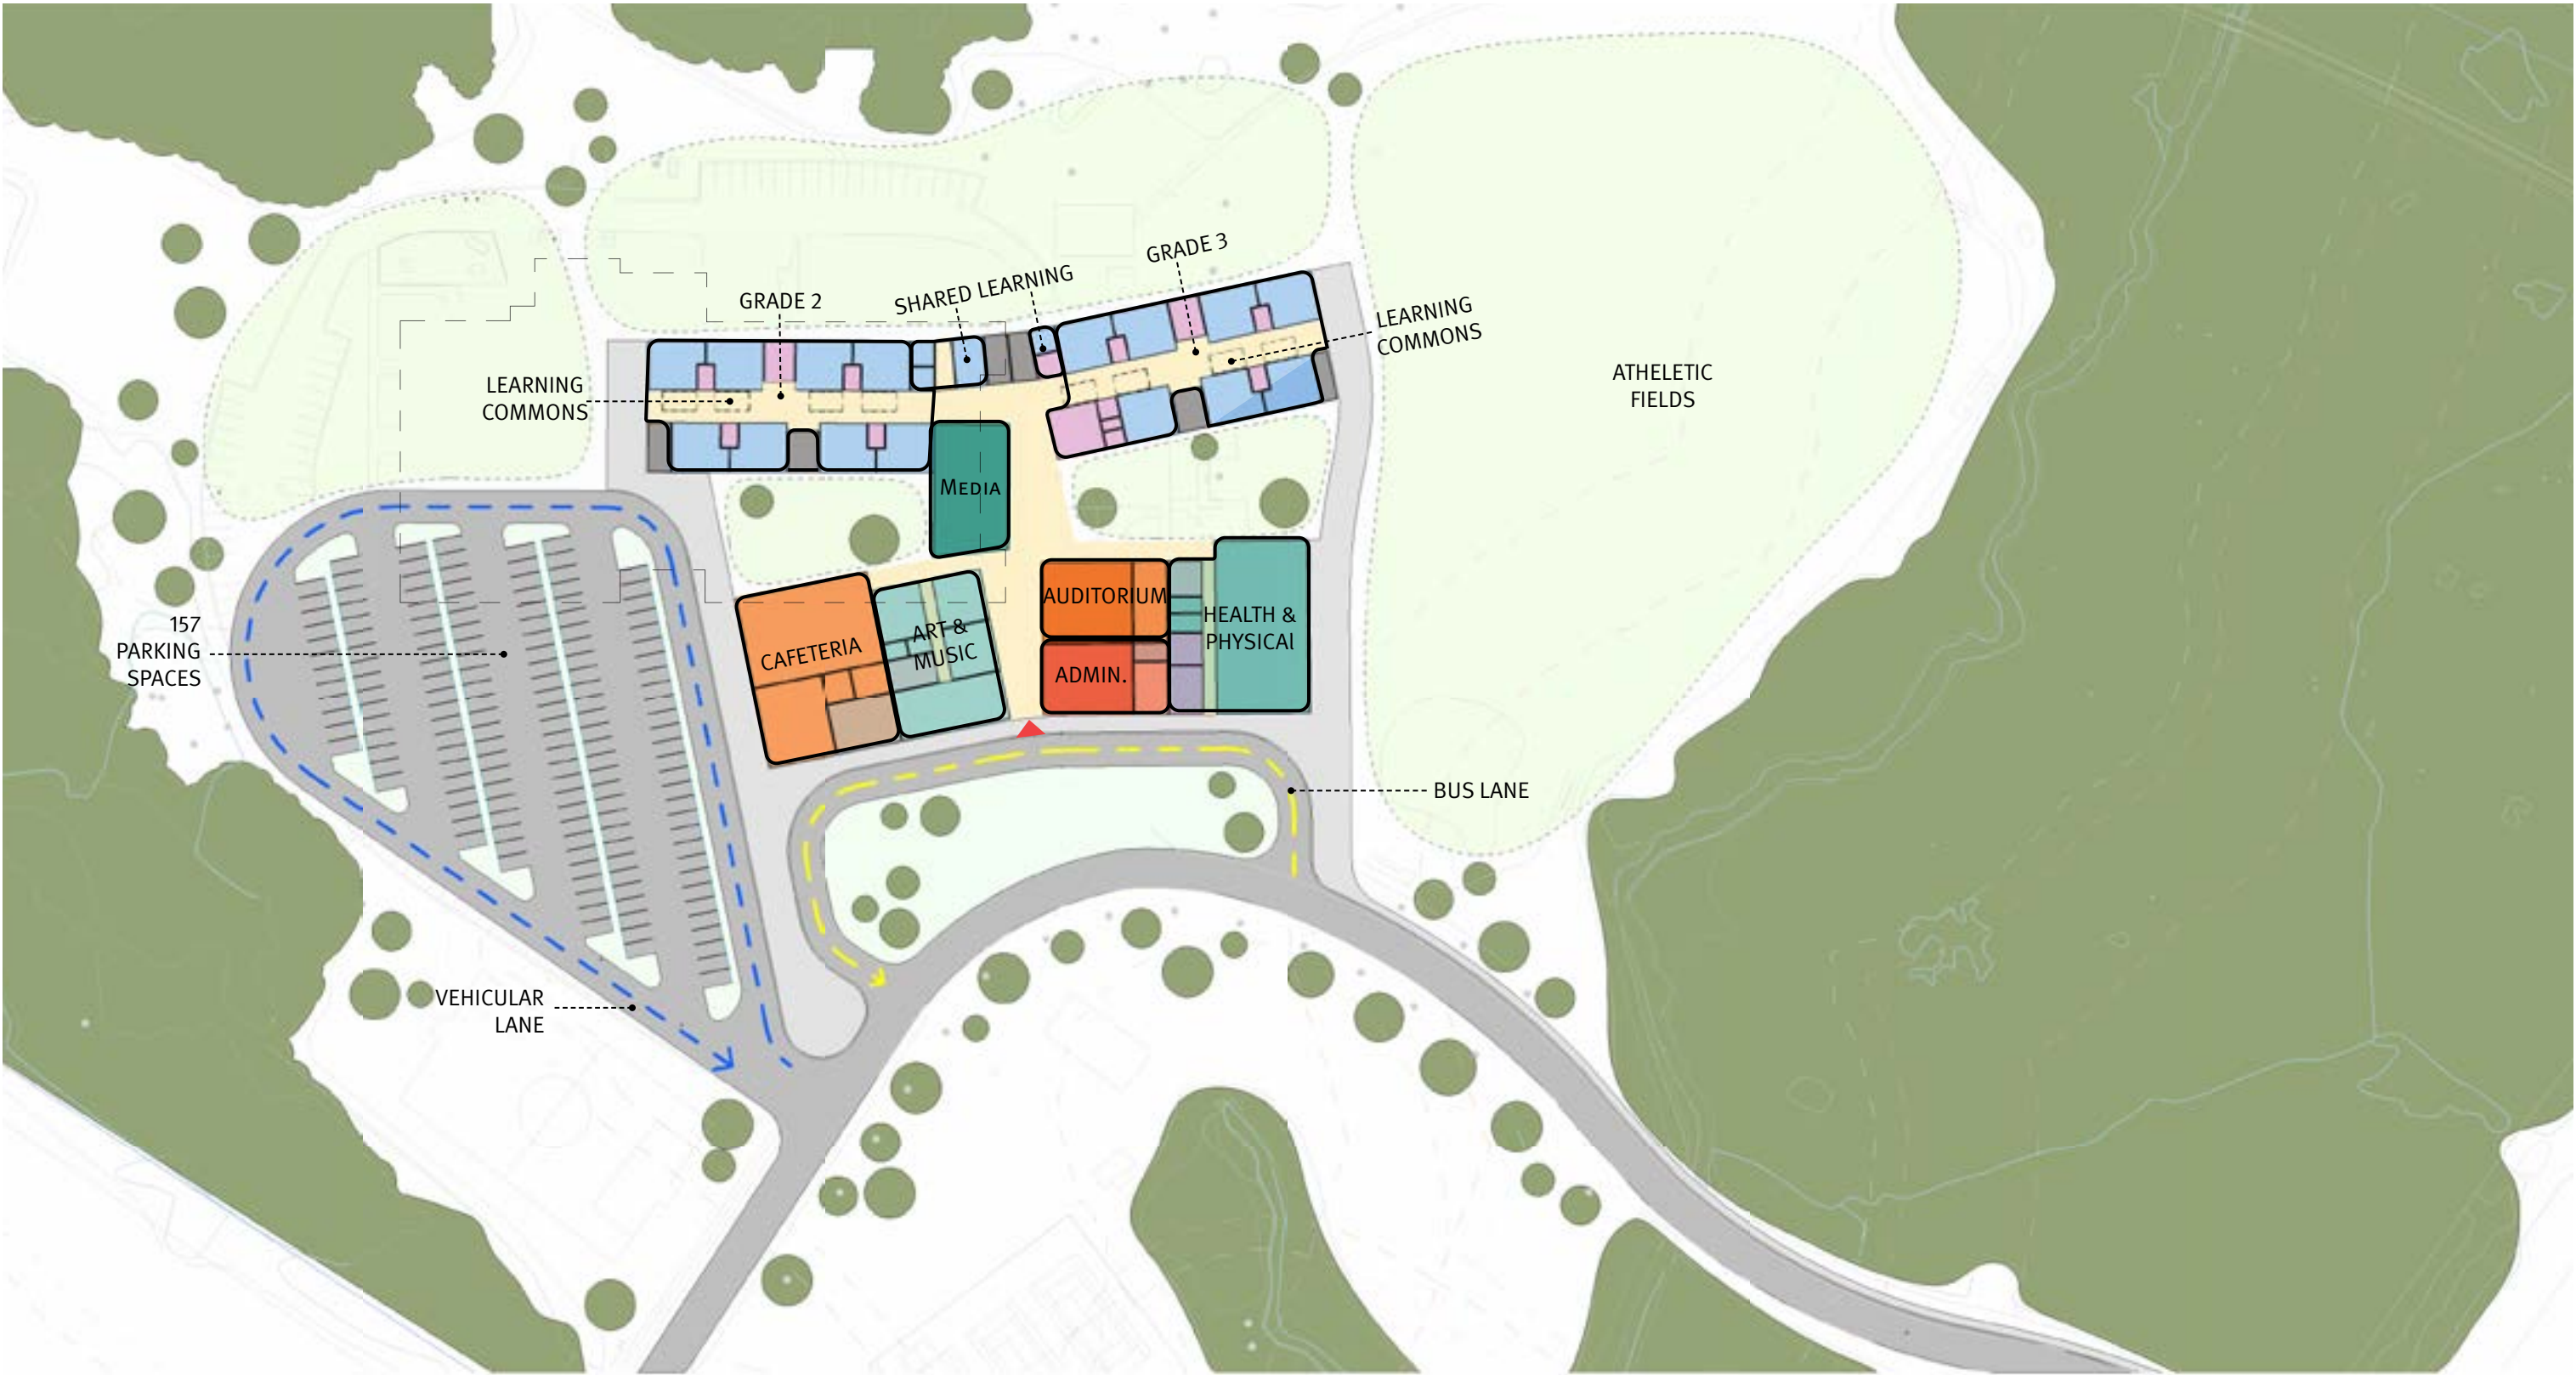 GRADE 3
SHARED LEARNING
GRADE 2
LEARNING
COMMONS
LEARNING
COMMONS
ATHELETIC
FIELDS
MEDIA
AUDITORIUM
HEALTH &
PHYSICAl
ART &
MUSIC
CAFETERIA
ADMIN.
157
PARKING
SPACES
BUS LANE
VEHICULAR
LANE